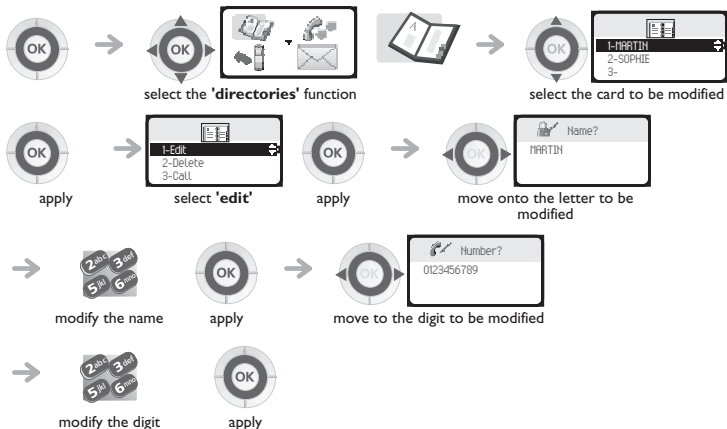 OK
OK
select the 'directories' function
A
OK
1-MARTIN
2-SOPHIE
3-
select the card to be modified
OK
apply
1-Edit
2-Delete
3-Call
select 'edit'
OK
apply
OK
Name?
MARTIN
move onto the letter to be
modified
2abc 3def
5jkl 6mno
modify the name
OK
apply
OK
Number?
0123456789
move to the digit to be modified
2abc 3def
5jkl 6mno
modify the digit
OK
apply